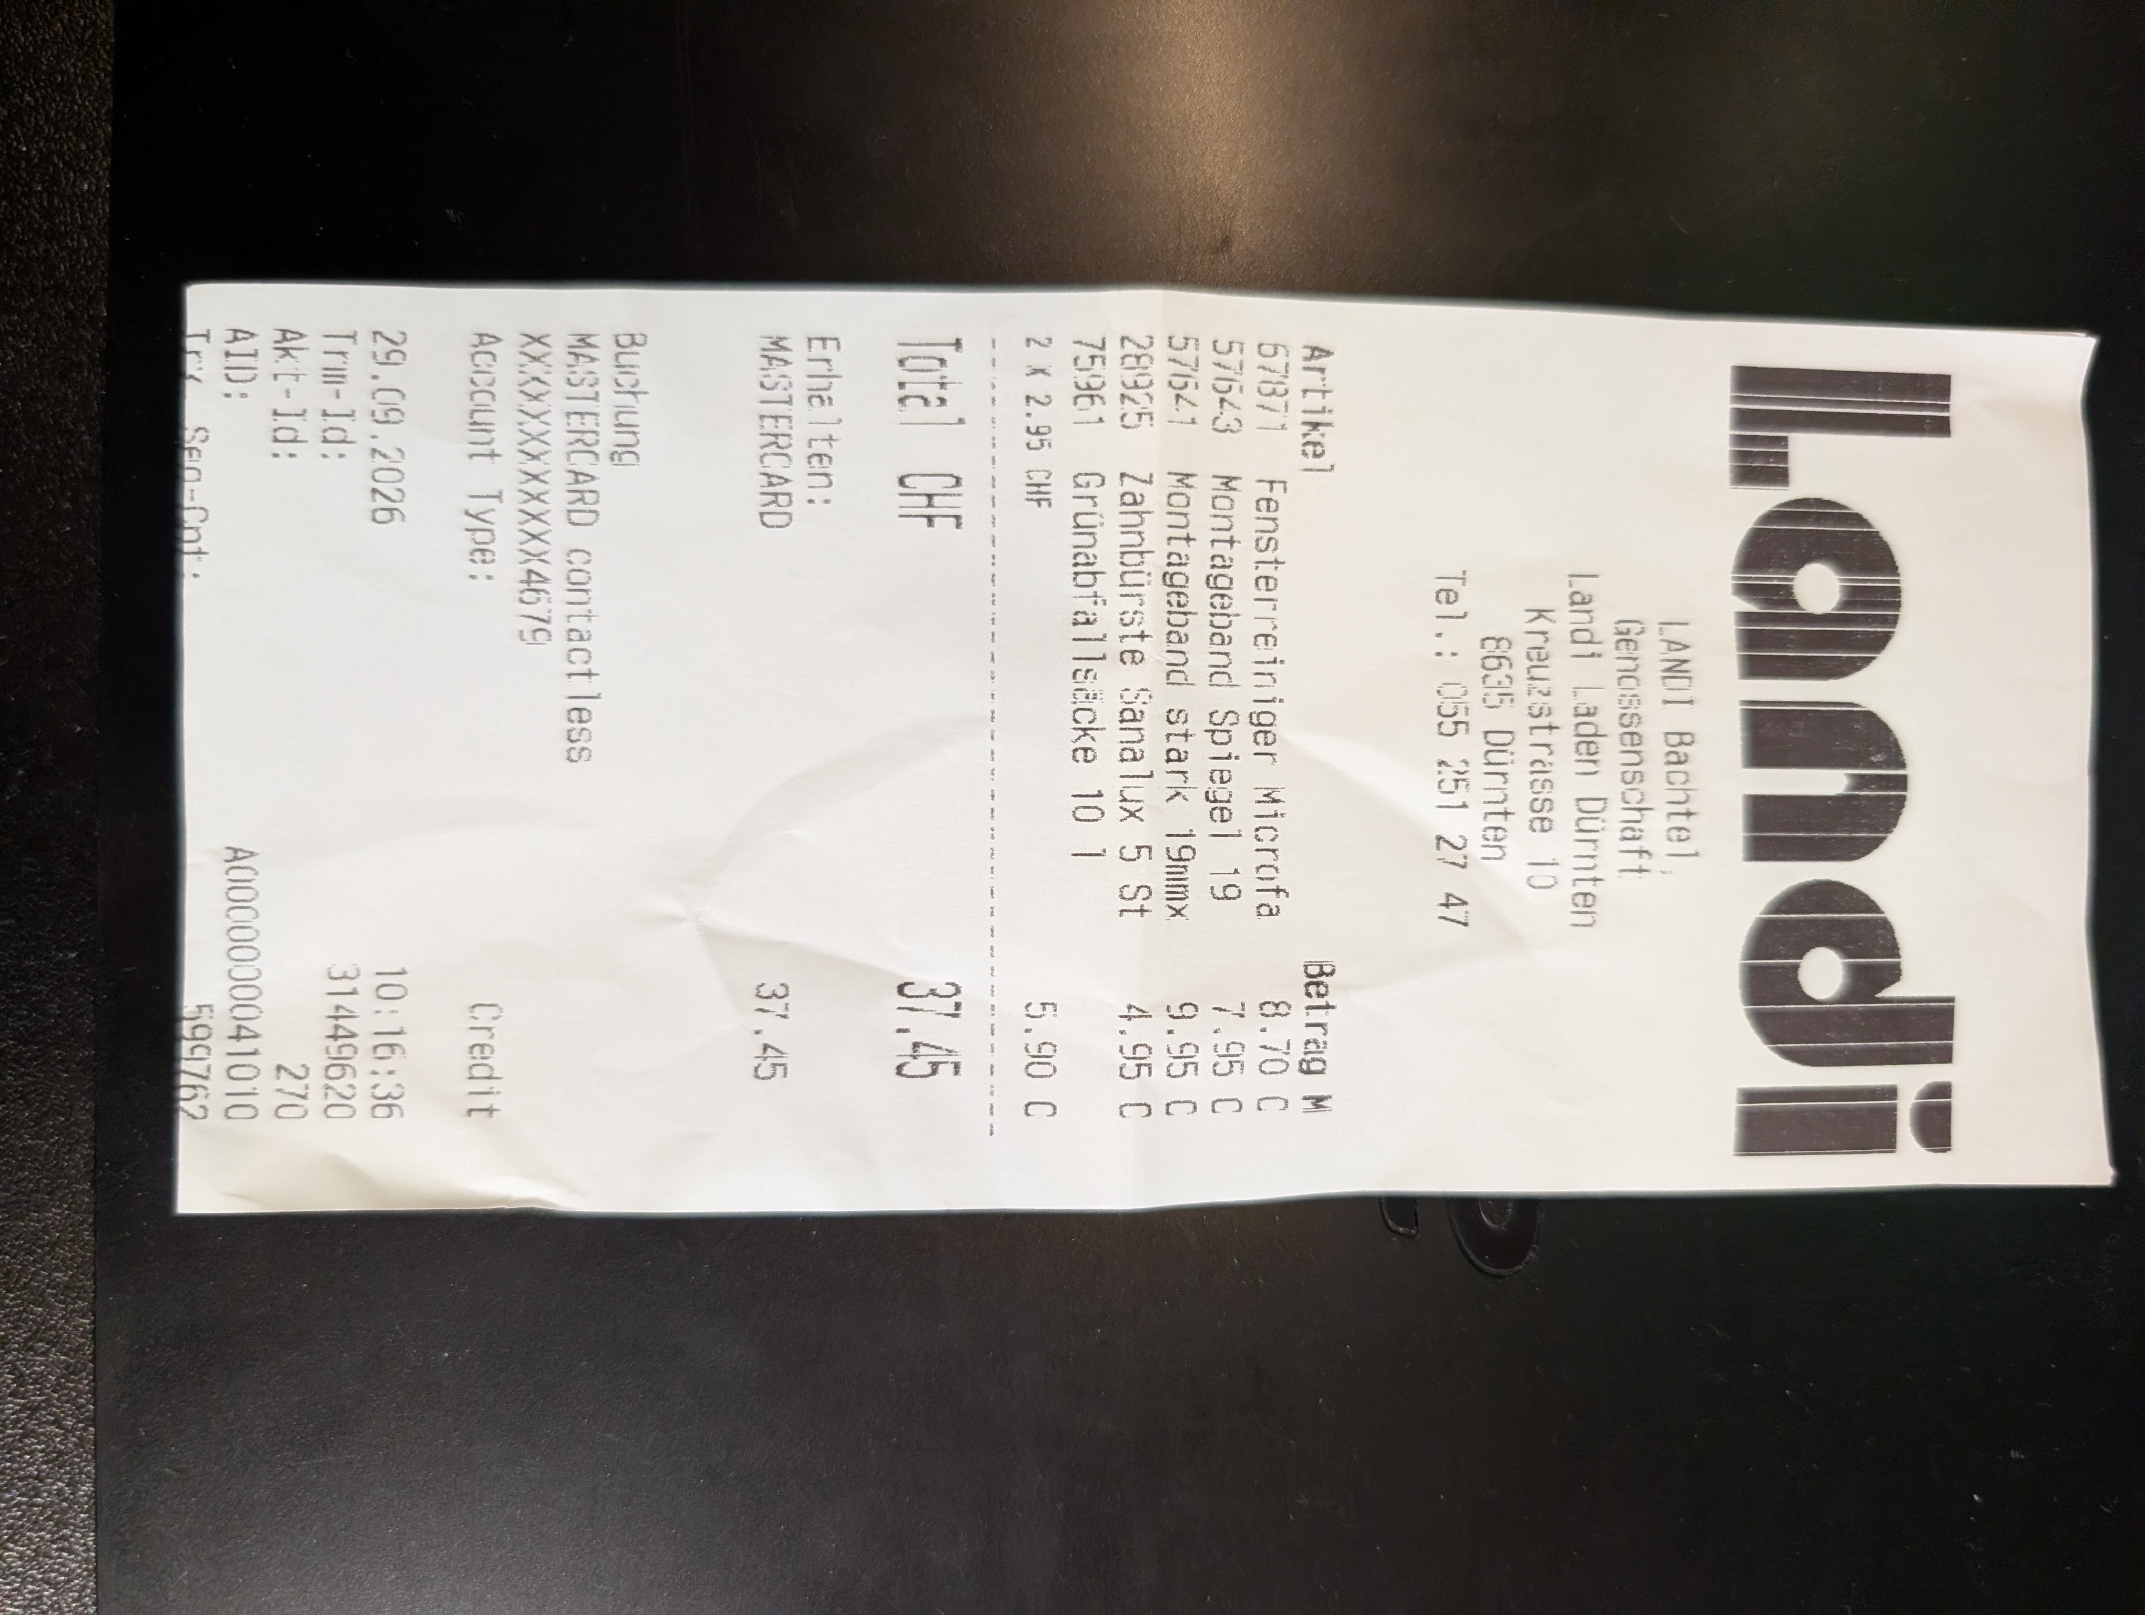 Landi
LANDI Bachtel,
Genossenschaft
Landi Laden Dürnten
Kreuzstrasse 10
8635 Dürnten
Tel.: 055 251 27 47
Artikel Betrag M
67871 Fensterreiniger Microfa 8.70 C
57643 Montageband Spiegel 19 7.95 C
57641 Montageband stark 19mmx 9.95 C
28925 Zahnbürste Sanalux 5 St 4.95 C
75961 Grünabfallsäcke 10 l
2 X 2.95 CHF 5.90 C
Total CHF 37.45
Erhalten:
MASTERCARD 37.45
Buchung
MASTERCARD contactless
XXXXXXXXXXXX4679
Account Type: Credit
29.09.2026 10:16:36
Trm-Id: 31449620
Akt-Id: 270
AID: A0000000041010
Trx. Seq-Cnt: 599762